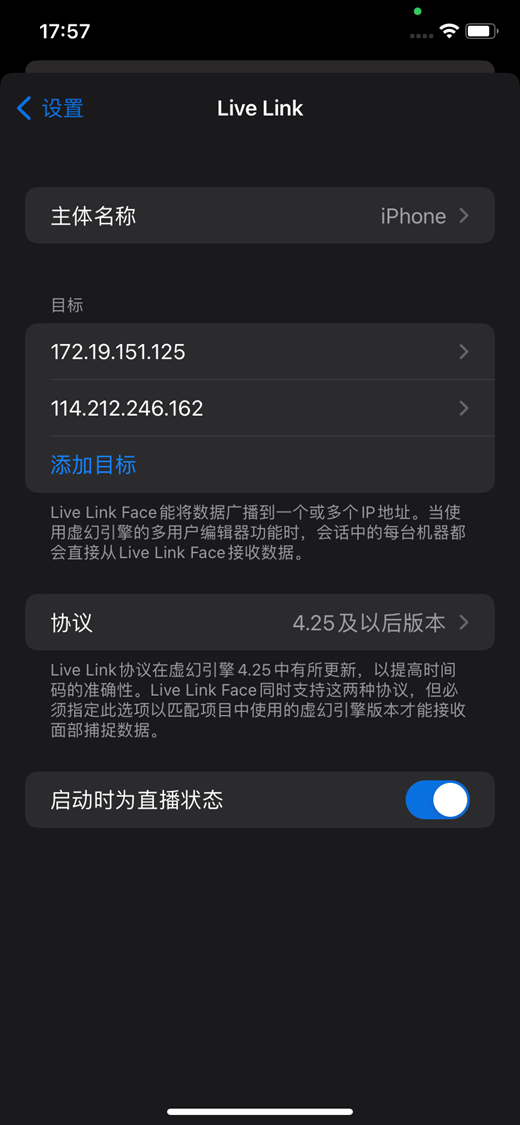 17:57
设置
Live Link
主体名称
iPhone
目标
172.19.151.125
114.212.246.162
添加目标
Live Link Face能将数据广播到一个或多个IP地址。当使
用虚幻引擎的多用户编辑器功能时，会话中的每台机器都
会直接从Live Link Face接收数据。
协议
4.25及以后版本
Live Link协议在虚幻引擎4.25中有所更新，以提高时间
码的准确性。Live Link Face同时支持这两种协议，但必
须指定此选项以匹配项目中使用的虚幻引擎版本才能接收
面部捕捉数据。
启动时为直播状态